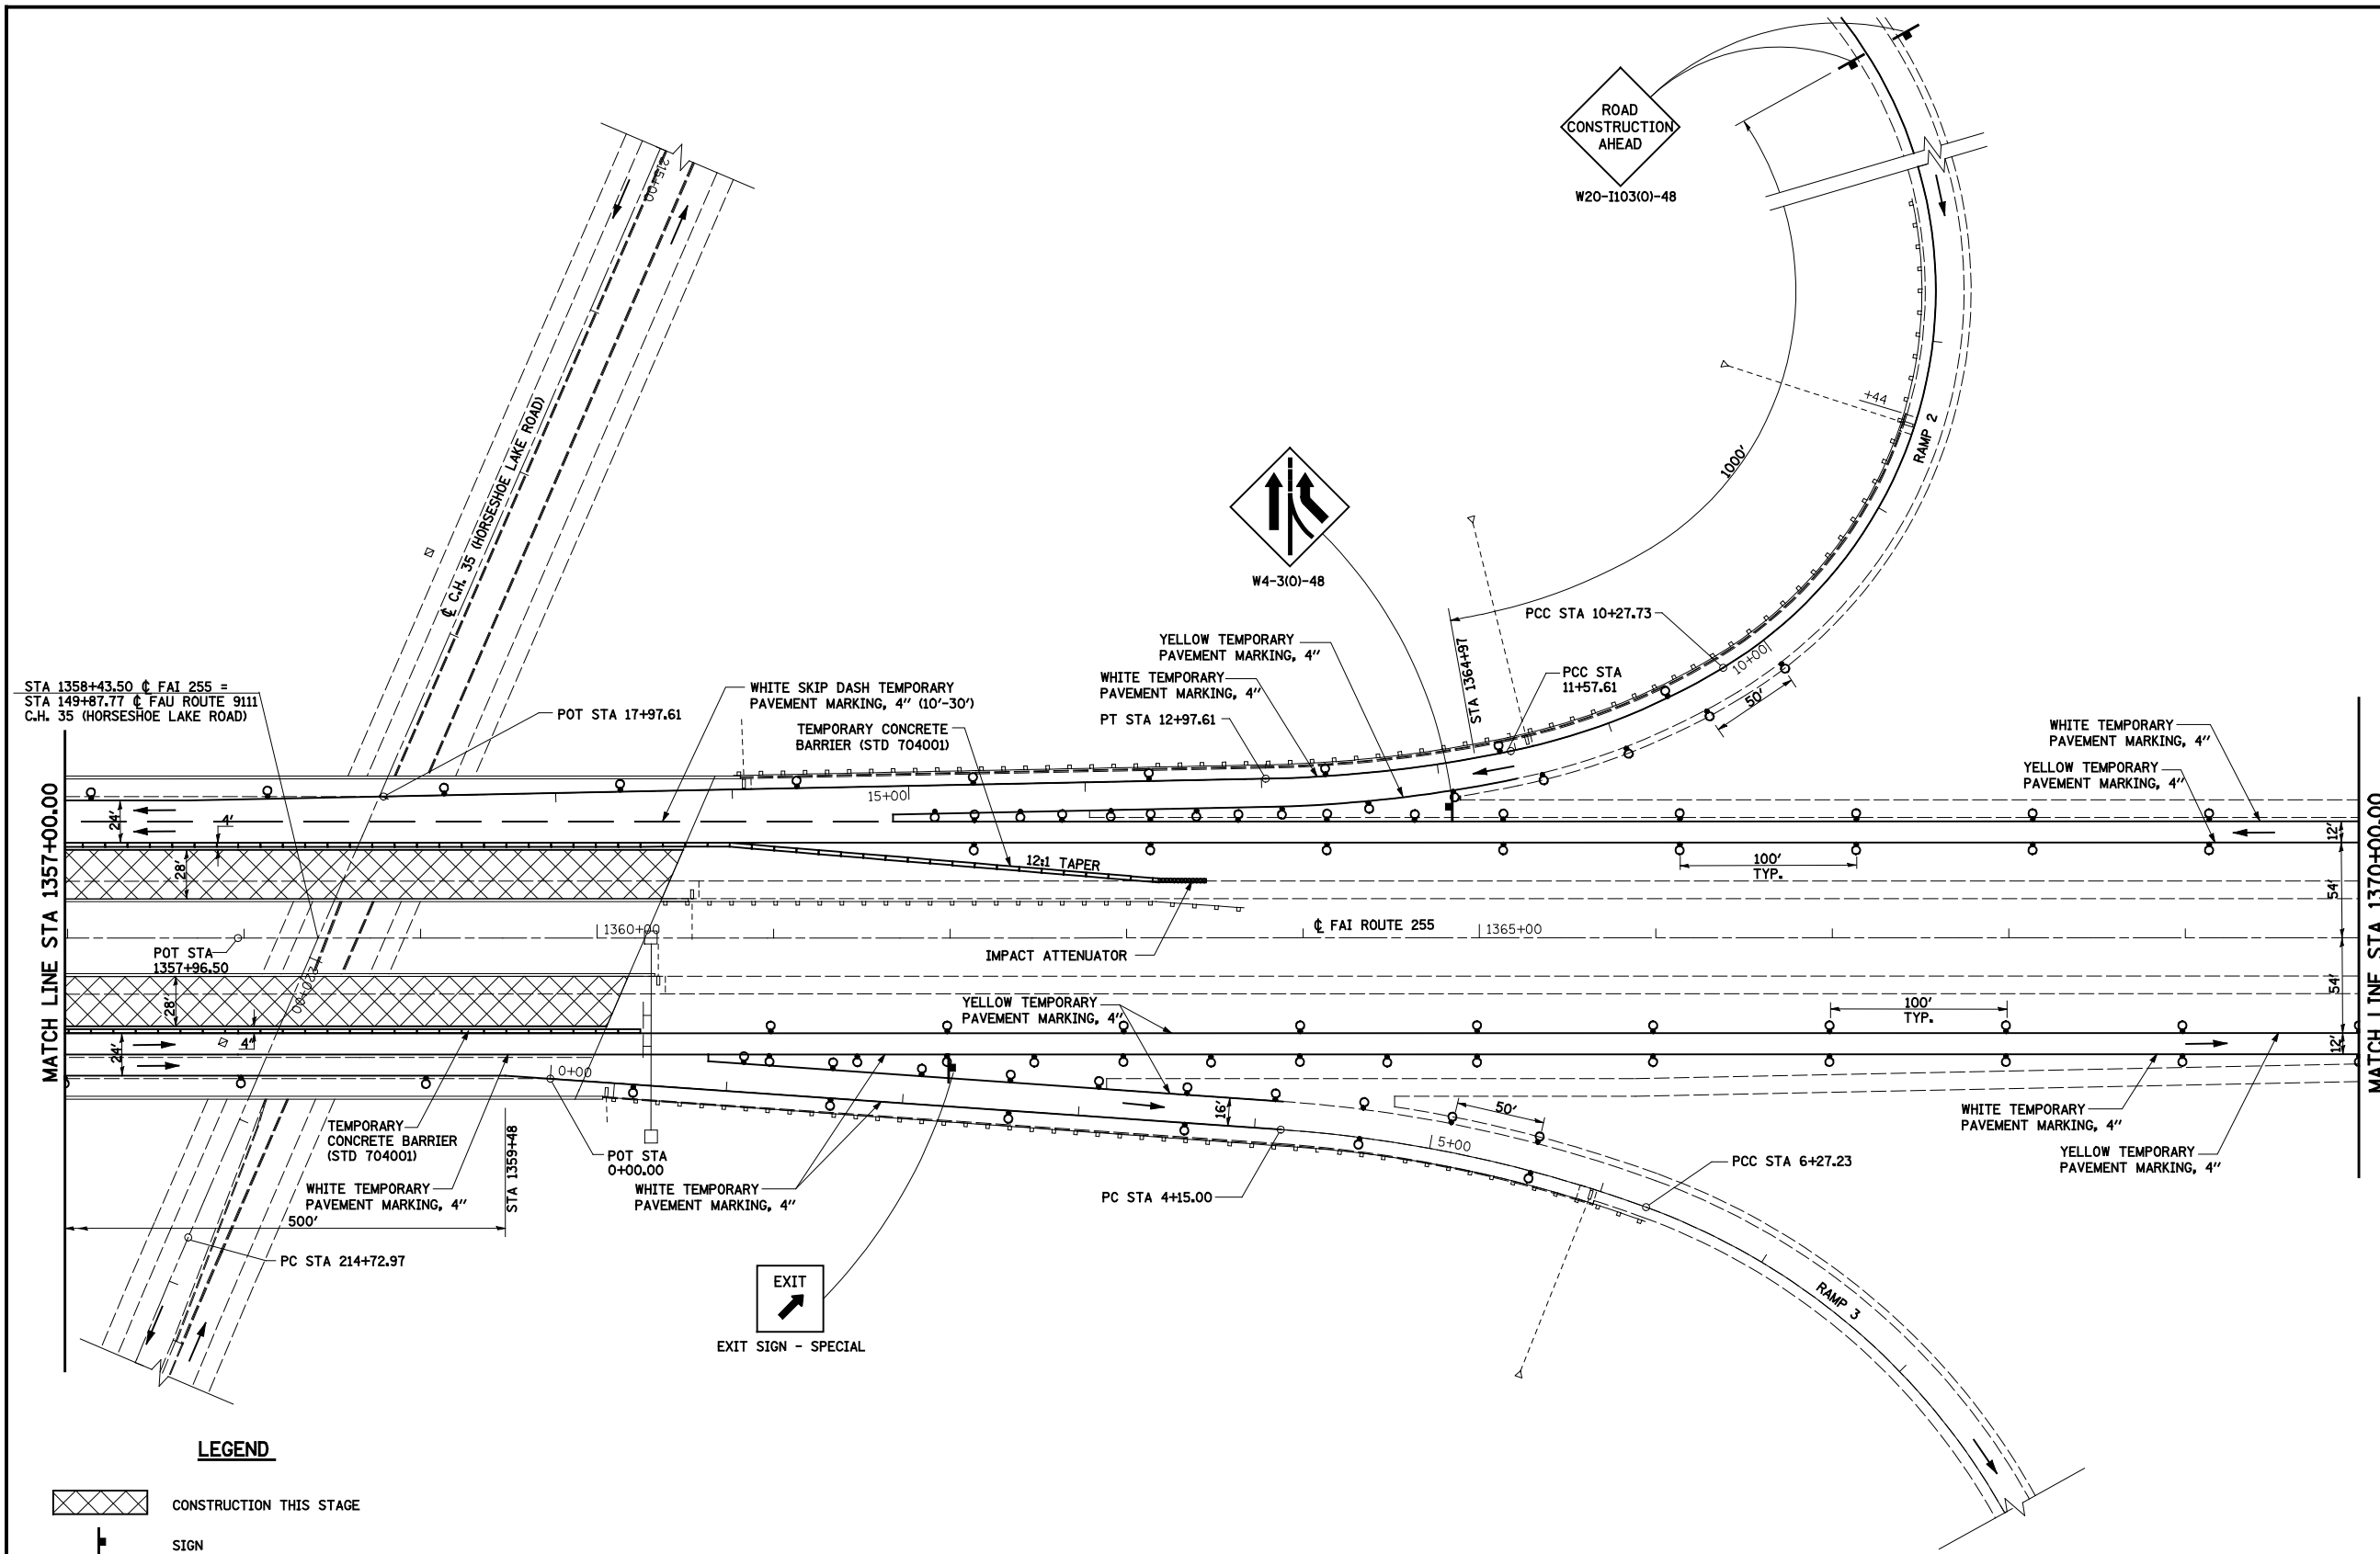 ROAD
CONSTRUCTION
AHEAD
W20-I103(O)-48
215+00
+44
RAMP 2
1000'
℄ C.H. 35 (HORSESHOE LAKE ROAD)
W4-3(O)-48
PCC STA 10+27.73
10+00
50'
STA 1364+97
PCC STA
11+57.61
YELLOW TEMPORARY
PAVEMENT MARKING, 4"
WHITE TEMPORARY
PAVEMENT MARKING, 4"
PT STA 12+97.61
WHITE SKIP DASH TEMPORARY
PAVEMENT MARKING, 4" (10'-30')
TEMPORARY CONCRETE
BARRIER (STD 704001)
STA 1358+43.50 ℄ FAI 255 =
STA 149+87.77 ℄ FAU ROUTE 9111
C.H. 35 (HORSESHOE LAKE ROAD)
POT STA 17+97.61
WHITE TEMPORARY
PAVEMENT MARKING, 4"
YELLOW TEMPORARY
PAVEMENT MARKING, 4"
MATCH LINE STA 1357+00.00
MATCH LINE STA 1370+00.00
15+00
24'
4'
28'
12:1 TAPER
100'
TYP.
12'
54'
1360+00
℄ FAI ROUTE 255
1365+00
IMPACT ATTENUATOR
POT STA
1357+96.50
28'
4'
24'
54'
12'
YELLOW TEMPORARY
PAVEMENT MARKING, 4"
100'
TYP.
0+00
16'
50'
5+00
TEMPORARY
CONCRETE BARRIER
(STD 704001)
WHITE TEMPORARY
PAVEMENT MARKING, 4"
STA 1359+48
POT STA
0+00.00
WHITE TEMPORARY
PAVEMENT MARKING, 4"
PC STA 4+15.00
PCC STA 6+27.23
WHITE TEMPORARY
PAVEMENT MARKING, 4"
YELLOW TEMPORARY
PAVEMENT MARKING, 4"
500'
PC STA 214+72.97
EXIT
EXIT SIGN - SPECIAL
RAMP 3
LEGEND
CONSTRUCTION THIS STAGE
SIGN